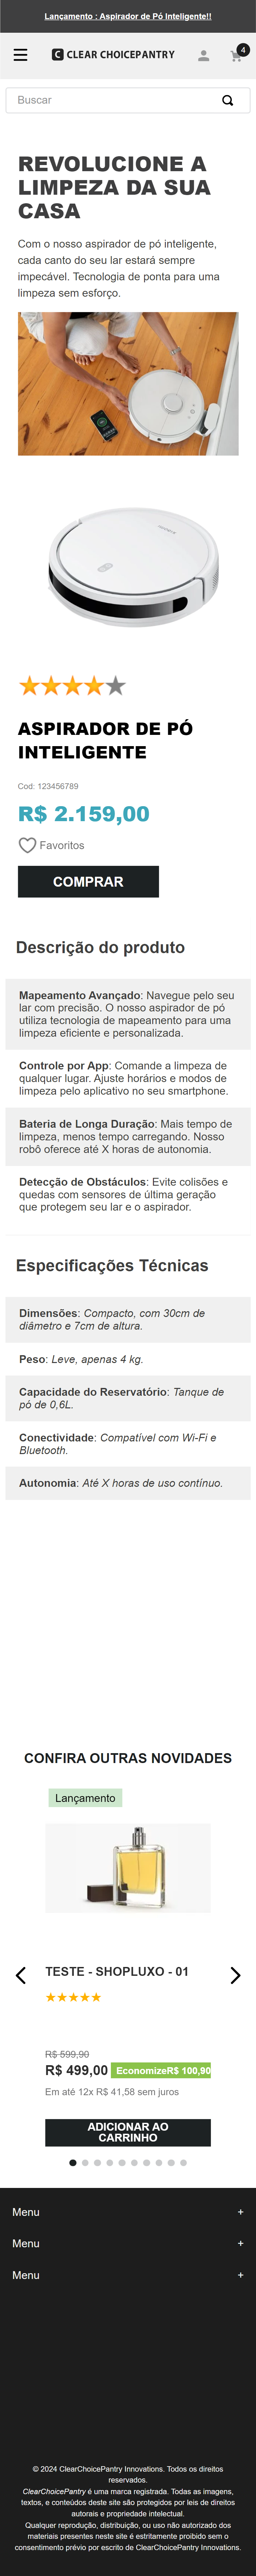 Lançamento : Aspirador de Pó Inteligente!!
4
C CLEAR CHOICEPANTRY
Buscar
REVOLUCIONE A
LIMPEZA DA SUA
CASA
Com o nosso aspirador de pó inteligente,
cada canto do seu lar estará sempre
impecável. Tecnologia de ponta para uma
limpeza sem esforço.
ASPIRADOR DE PÓ
INTELIGENTE
Cod: 123456789
R$ 2.159,00
Favoritos
COMPRAR
Descrição do produto
Mapeamento Avançado: Navegue pelo seu
lar com precisão. O nosso aspirador de pó
utiliza tecnologia de mapeamento para uma
limpeza eficiente e personalizada.
Controle por App: Comande a limpeza de
qualquer lugar. Ajuste horários e modos de
limpeza pelo aplicativo no seu smartphone.
Bateria de Longa Duração: Mais tempo de
limpeza, menos tempo carregando. Nosso
robô oferece até X horas de autonomia.
Detecção de Obstáculos: Evite colisões e
quedas com sensores de última geração
que protegem seu lar e o aspirador.
Especificações Técnicas
Dimensões: Compacto, com 30cm de
diâmetro e 7cm de altura.
Peso: Leve, apenas 4 kg.
Capacidade do Reservatório: Tanque de
pó de 0,6L.
Conectividade: Compatível com Wi-Fi e
Bluetooth.
Autonomia: Até X horas de uso contínuo.
CONFIRA OUTRAS NOVIDADES
Lançamento
TESTE - SHOPLUXO - 01
R$ 599,90
R$ 499,00 EconomizeR$ 100,90
Em até 12x R$ 41,58 sem juros
ADICIONAR AO
CARRINHO
Menu +
Menu +
Menu +
© 2024 ClearChoicePantry Innovations. Todos os direitos
reservados.
ClearChoicePantry é uma marca registrada. Todas as imagens,
textos, e conteúdos deste site são protegidos por leis de direitos
autorais e propriedade intelectual.
Qualquer reprodução, distribuição, ou uso não autorizado dos
materiais presentes neste site é estritamente proibido sem o
consentimento prévio por escrito de ClearChoicePantry Innovations.